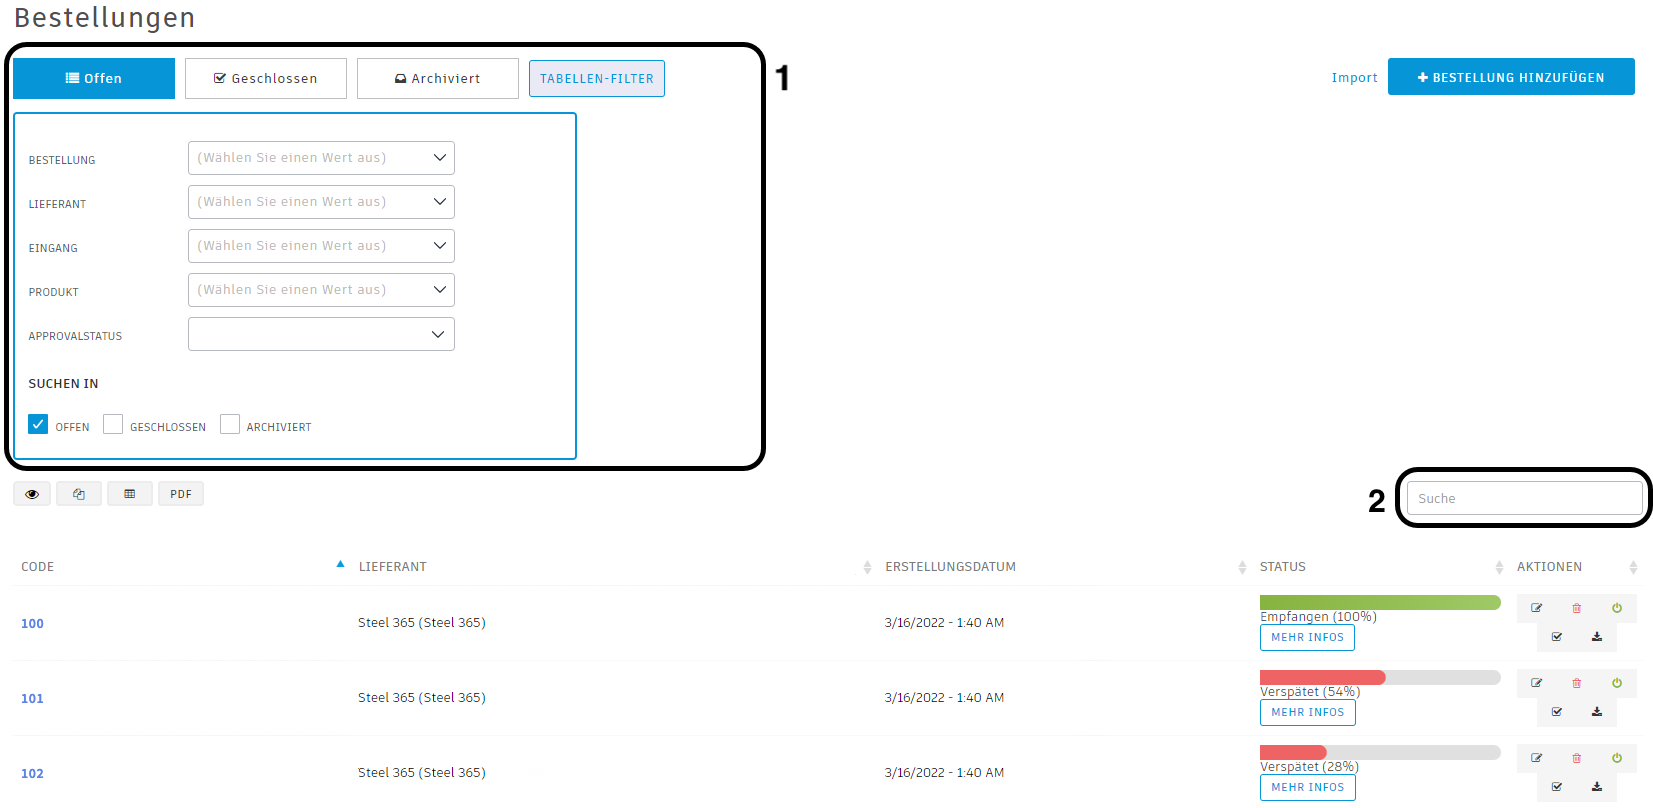 Bestellungen
Offen Geschlossen Archiviert TABELLEN-FILTER 1 Import BESTELLUNG HINZUFÜGEN
BESTELLUNG (Wählen Sie einen Wert aus)
LIEFERANT (Wählen Sie einen Wert aus)
EINGANG (Wählen Sie einen Wert aus)
PRODUKT (Wählen Sie einen Wert aus)
APPROVALSTATUS
SUCHEN IN
OFFEN GESCHLOSSEN ARCHIVIERT
PDF 2 Suche
CODE LIEFERANT ERSTELLUNGSDATUM STATUS AKTIONEN
100 Steel 365 (Steel 365) 3/16/2022 - 1:40 AM Empfangen (100%)
MEHR INFOS
101 Steel 365 (Steel 365) 3/16/2022 - 1:40 AM Verspätet (54%)
MEHR INFOS
102 Steel 365 (Steel 365) 3/16/2022 - 1:40 AM Verspätet (28%)
MEHR INFOS